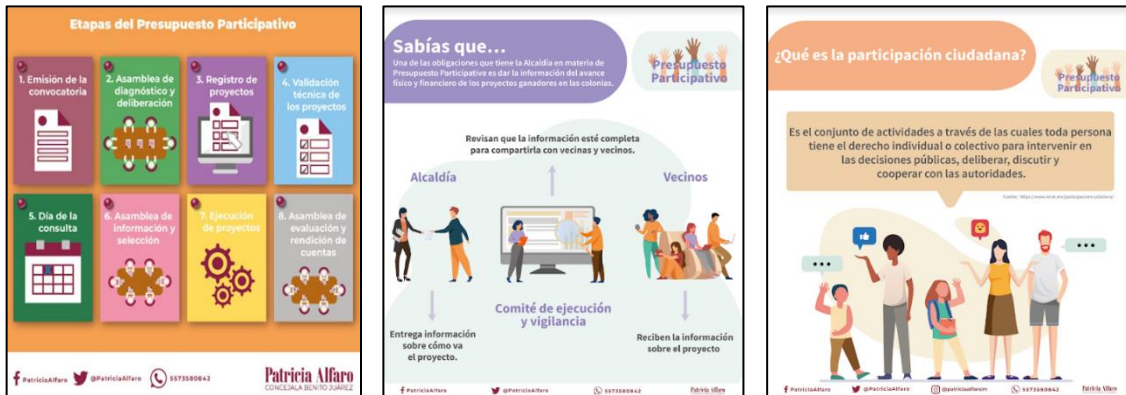 Etapas del Presupuesto Participativo
1. Emisión de la
convocatoria
2. Asamblea de
diagnóstico y
deliberación
3. Registro de
proyectos
4. Validación
técnica de
los proyectos
5. Día de la
consulta
6. Asamblea de
información y
selección
7. Ejecución
de proyectos
8. Asamblea de
evaluación y
rendición de
cuentas
PatriciaAlfaro
@PatriciaAlfaro
5573580842
Patricia Alfaro
CONCEJALA BENITO JUÁREZ
Sabías que...
Una de las obligaciones que tiene la Alcaldía en materia de
Presupuesto Participativo es dar la información del avance
físico y financiero de los proyectos ganadores en las colonias.
Presupuesto
Participativo
Revisan que la información esté completa
para compartirla con vecinas y vecinos.
Alcaldía
Vecinos
Comité de ejecución
y vigilancia
Entrega información
sobre cómo va
el proyecto.
Reciben la información
sobre el proyecto
PatriciaAlfaro
@PatriciaAlfaro
5573580842
Patricia Alfaro
¿Qué es la participación ciudadana?
Presupuesto
Participativo
Es el conjunto de actividades a través de las cuales toda persona
tiene el derecho individual o colectivo para intervenir en
las decisiones públicas, deliberar, discutir y
cooperar con las autoridades.
PatriciaAlfaro
@PatriciaAlfaro
@patriciaalfarom
5573580842
Patricia Alfaro